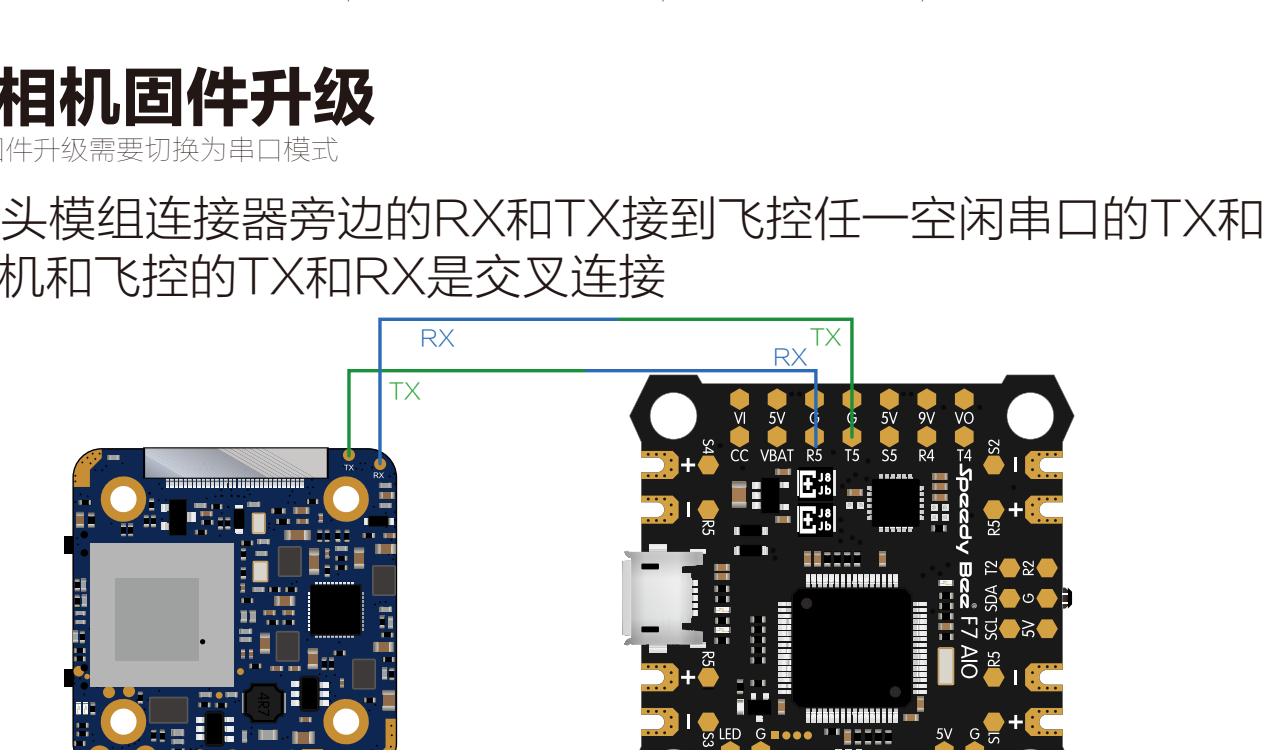 相机固件升级
固件升级需要切换为串口模式
头模组连接器旁边的RX和TX接到飞控任一空闲串口的TX和
机和飞控的TX和RX是交叉连接
RX
TX
RX
TX
TX
RX
VI 5V G G 5V 9V VO
CC VBAT R5 T5 S5 R4 T4
S4
S2
+
−
J8
Jb
J8
Jb
−
+
R5
R5
Speedy Bee® F7 AIO
T2 R2
SDA G
SCL 5V
R5
R5
+
−
−
+
4R7
S3
LED G
5V G
S1